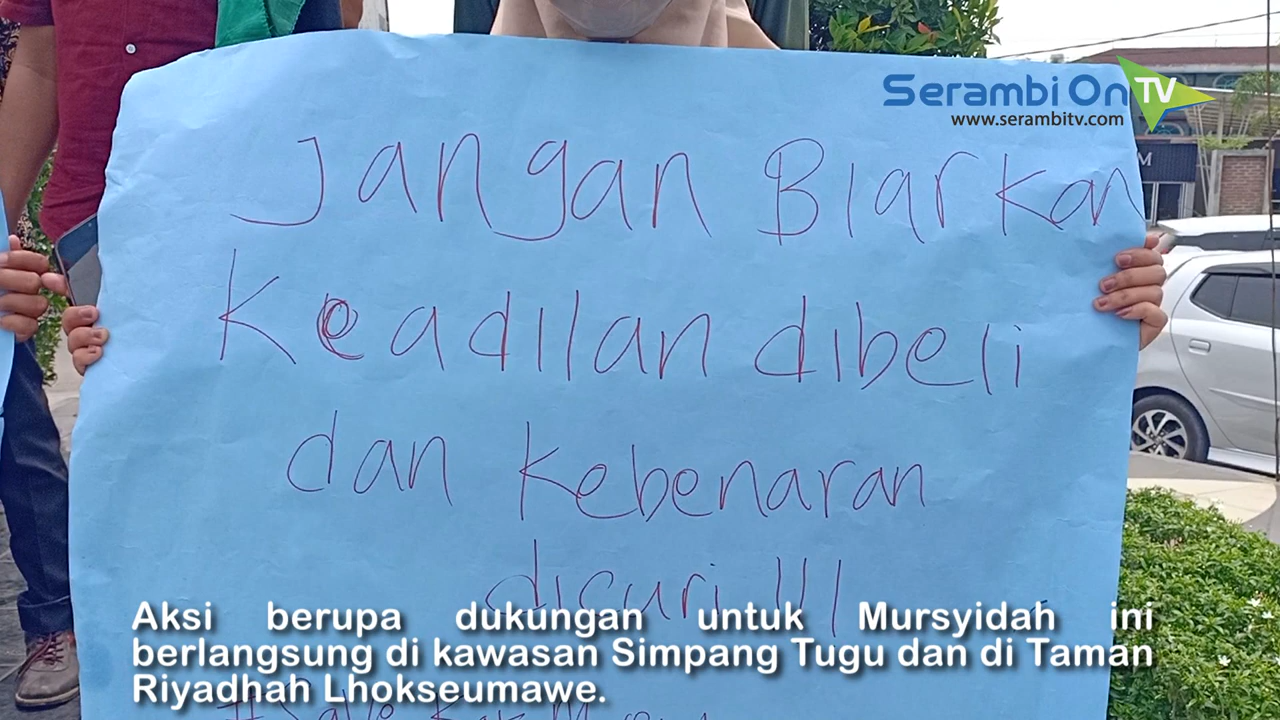 Serambi On TV
www.serambitv.com
M
Jangan Biarkan
Keadilan dibeli
dan Kebenaran
dicuri !!!
Aksi berupa dukungan untuk Mursyidah ini
berlangsung di kawasan Simpang Tugu dan di Taman
Riyadhah Lhokseumawe.